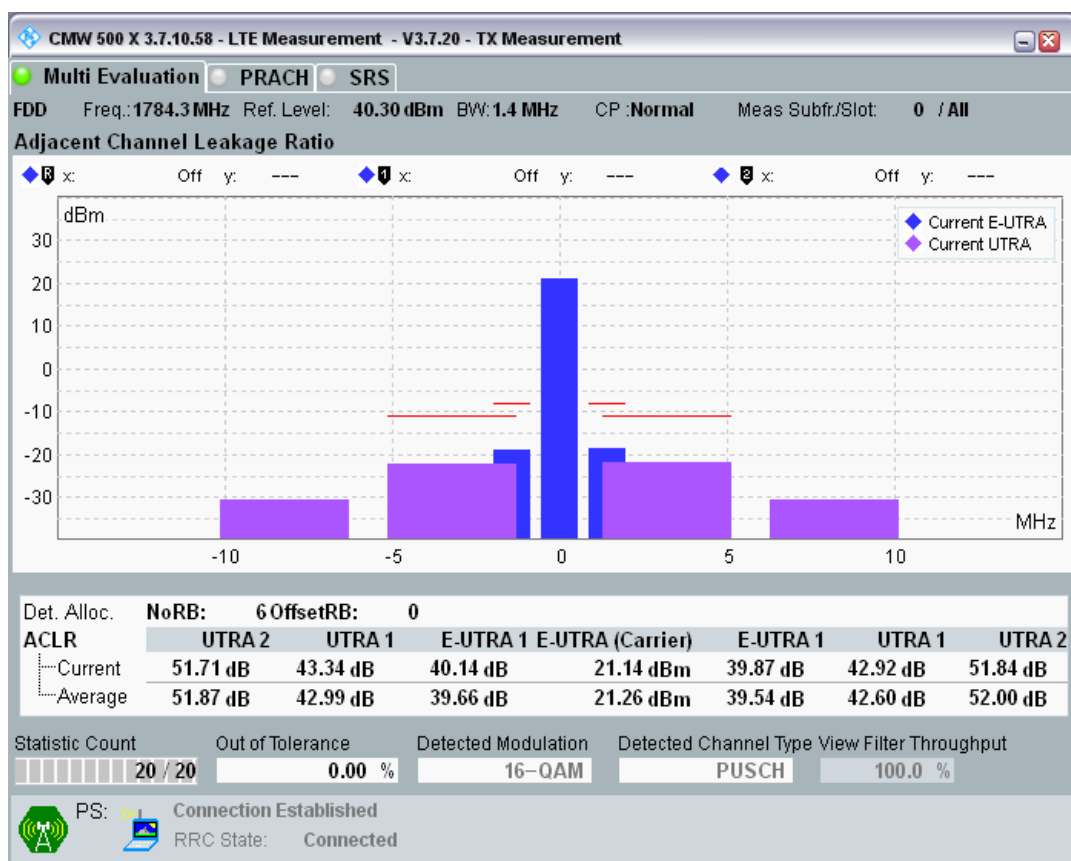 CMW 500 X 3.7.10.58 - LTE Measurement - V3.7.20 - TX Measurement
Multi Evaluation PRACH SRS
FDD Freq.: 1784.3 MHz Ref. Level: 40.30 dBm BW: 1.4 MHz CP : Normal Meas Subfr./Slot: 0 / All
Adjacent Channel Leakage Ratio
R x: Off y: --- 1 x: Off y: --- 2 x: Off y: ---
dBm
Current E-UTRA
Current UTRA
30
20
10
0
-10
-20
-30
MHz
-10 -5 0 5 10
Det. Alloc. NoRB: 6 OffsetRB: 0
ACLR UTRA 2 UTRA 1 E-UTRA 1 E-UTRA (Carrier) E-UTRA 1 UTRA 1 UTRA 2
Current 51.71 dB 43.34 dB 40.14 dB 21.14 dBm 39.87 dB 42.92 dB 51.84 dB
Average 51.87 dB 42.99 dB 39.66 dB 21.26 dBm 39.54 dB 42.60 dB 52.00 dB
Statistic Count Out of Tolerance Detected Modulation Detected Channel Type View Filter Throughput
20 / 20 0.00 % 16-QAM PUSCH 100.0 %
PS: Connection Established
RRC State: Connected